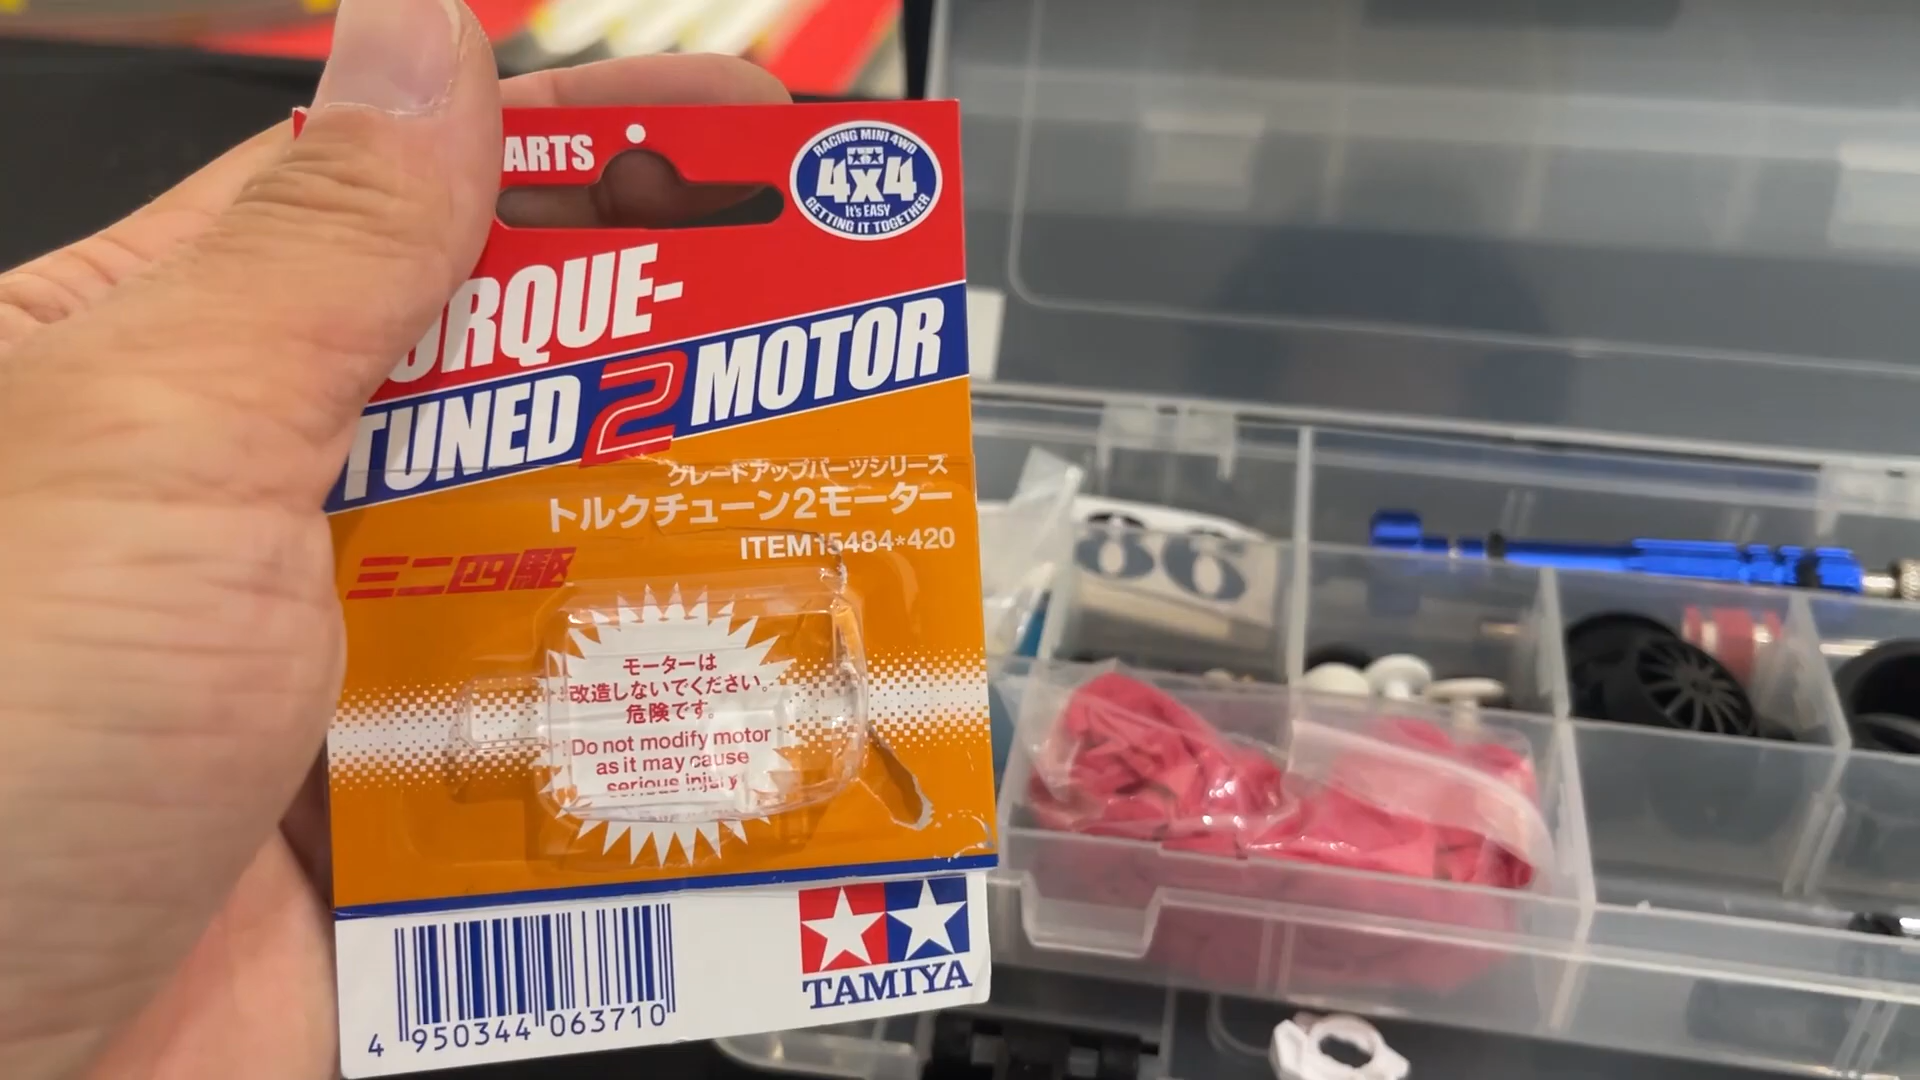 ARTS
RACING MINI 4WD
4x4
It's EASY
GETTING IT TOGETHER
ORQUE-
TUNED 2 MOTOR
グレードアップパーツシリーズ
トルクチューン2モーター
ITEM 15484*420
ミニ四駆
モーターは
改造しないでください。
危険です。
Do not modify motor
as it may cause
serious injury
TAMIYA
4 950344 063710
86